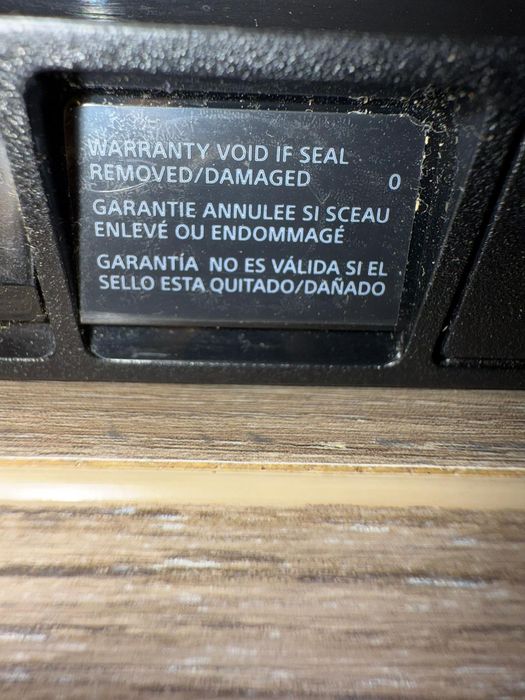 WARRANTY VOID IF SEAL
REMOVED/DAMAGED 0
GARANTIE ANNULEE SI SCEAU
ENLEVÉ OU ENDOMMAGÉ
GARANTÍA NO ES VÁLIDA SI EL
SELLO ESTA QUITADO/DAÑADO